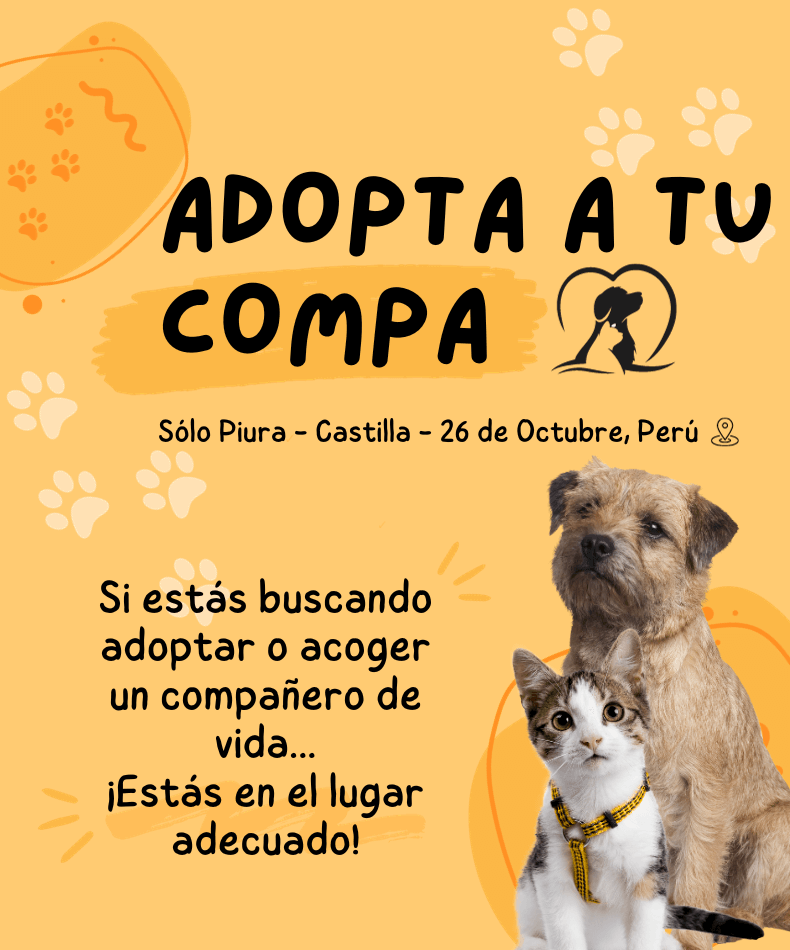 ADOPTA A TU
COMPA
Sólo Piura - Castilla - 26 de Octubre, Perú
Si estás buscando
adoptar o acoger
un compañero de
vida...
¡Estás en el lugar
adecuado!